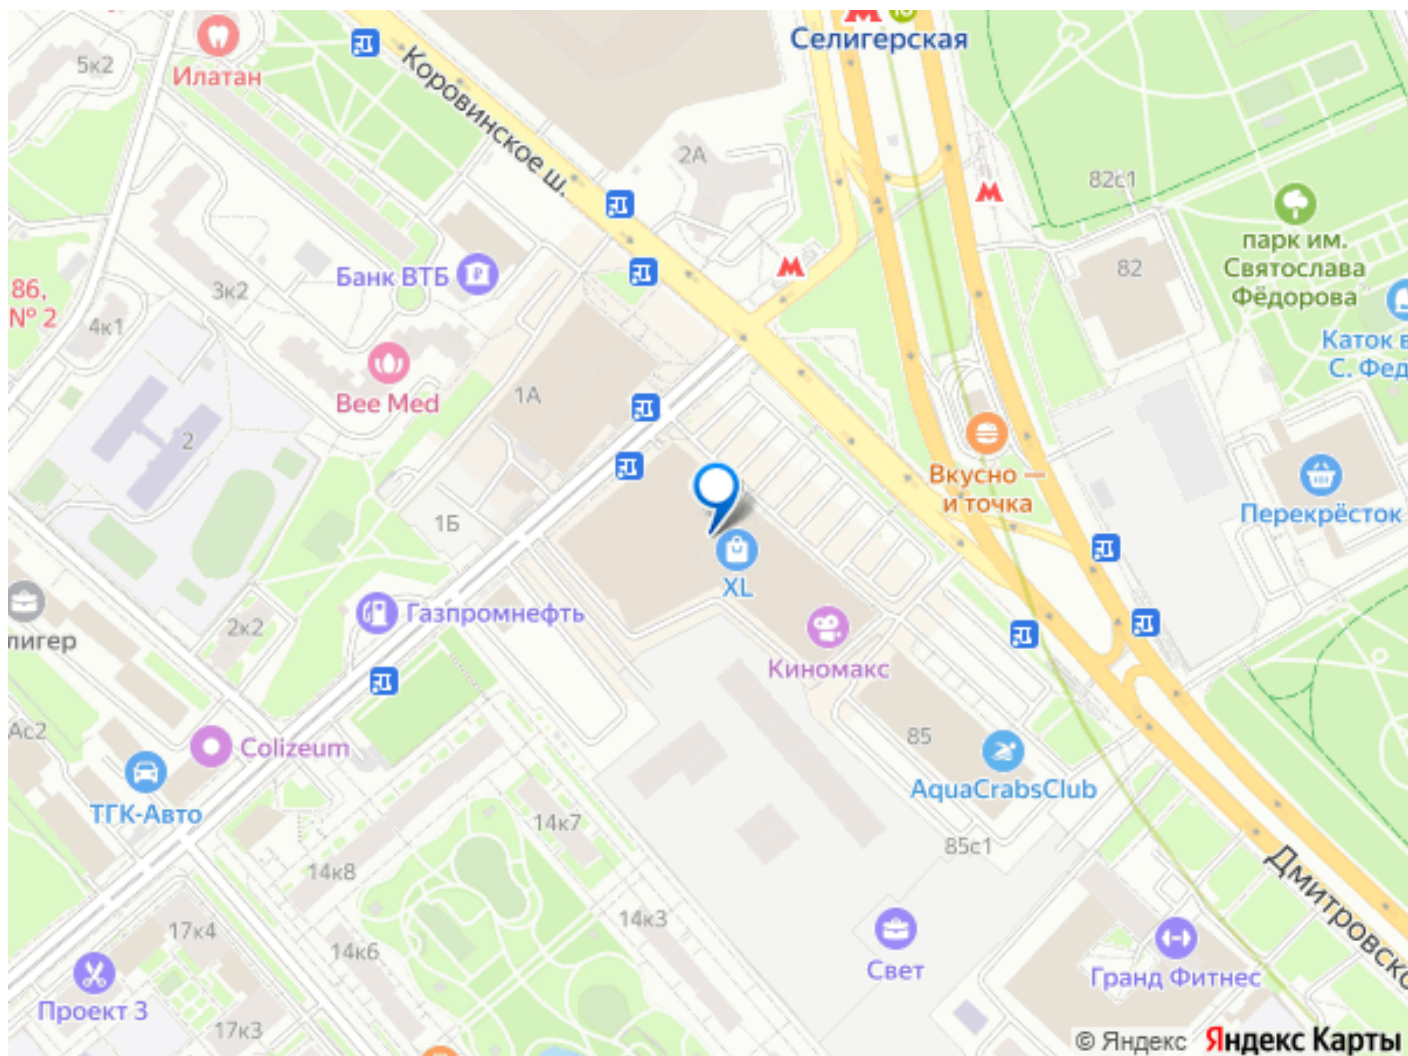 Селигерская
5к2
Илатан
Коровинское ш.
2А
82с1
парк им.
Святослава
Фёдорова
82
Банк ВТБ
3к2
86,
№ 2
4к1
Каток в
С. Фед
Bee Med
1А
2
Вкусно —
и точка
Перекрёсток
1Б
XL
Газпромнефть
2к2
лигер
Киномакс
Ас2
Colizeum
85
AquaCrabsClub
ТГК-Авто
14к7
85с1
14к8
Дмитровско
14к3
17к4
14к6
Свет
Гранд Фитнес
Проект 3
17к3
© Яндекс Яндекс Карты